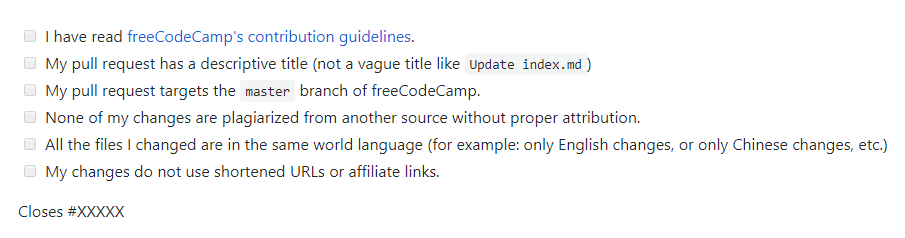 I have read freeCodeCamp's contribution guidelines.
My pull request has a descriptive title (not a vague title like Update index.md)
My pull request targets the master branch of freeCodeCamp.
None of my changes are plagiarized from another source without proper attribution.
All the files I changed are in the same world language (for example: only English changes, or only Chinese changes, etc.)
My changes do not use shortened URLs or affiliate links.
Closes #XXXXX